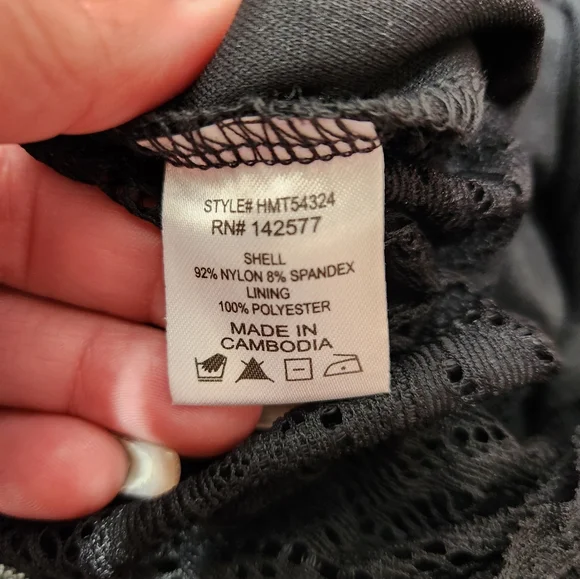 STYLE# HMT54324
RN# 142577
SHELL
92% NYLON 8% SPANDEX
LINING
100% POLYESTER
MADE IN
CAMBODIA